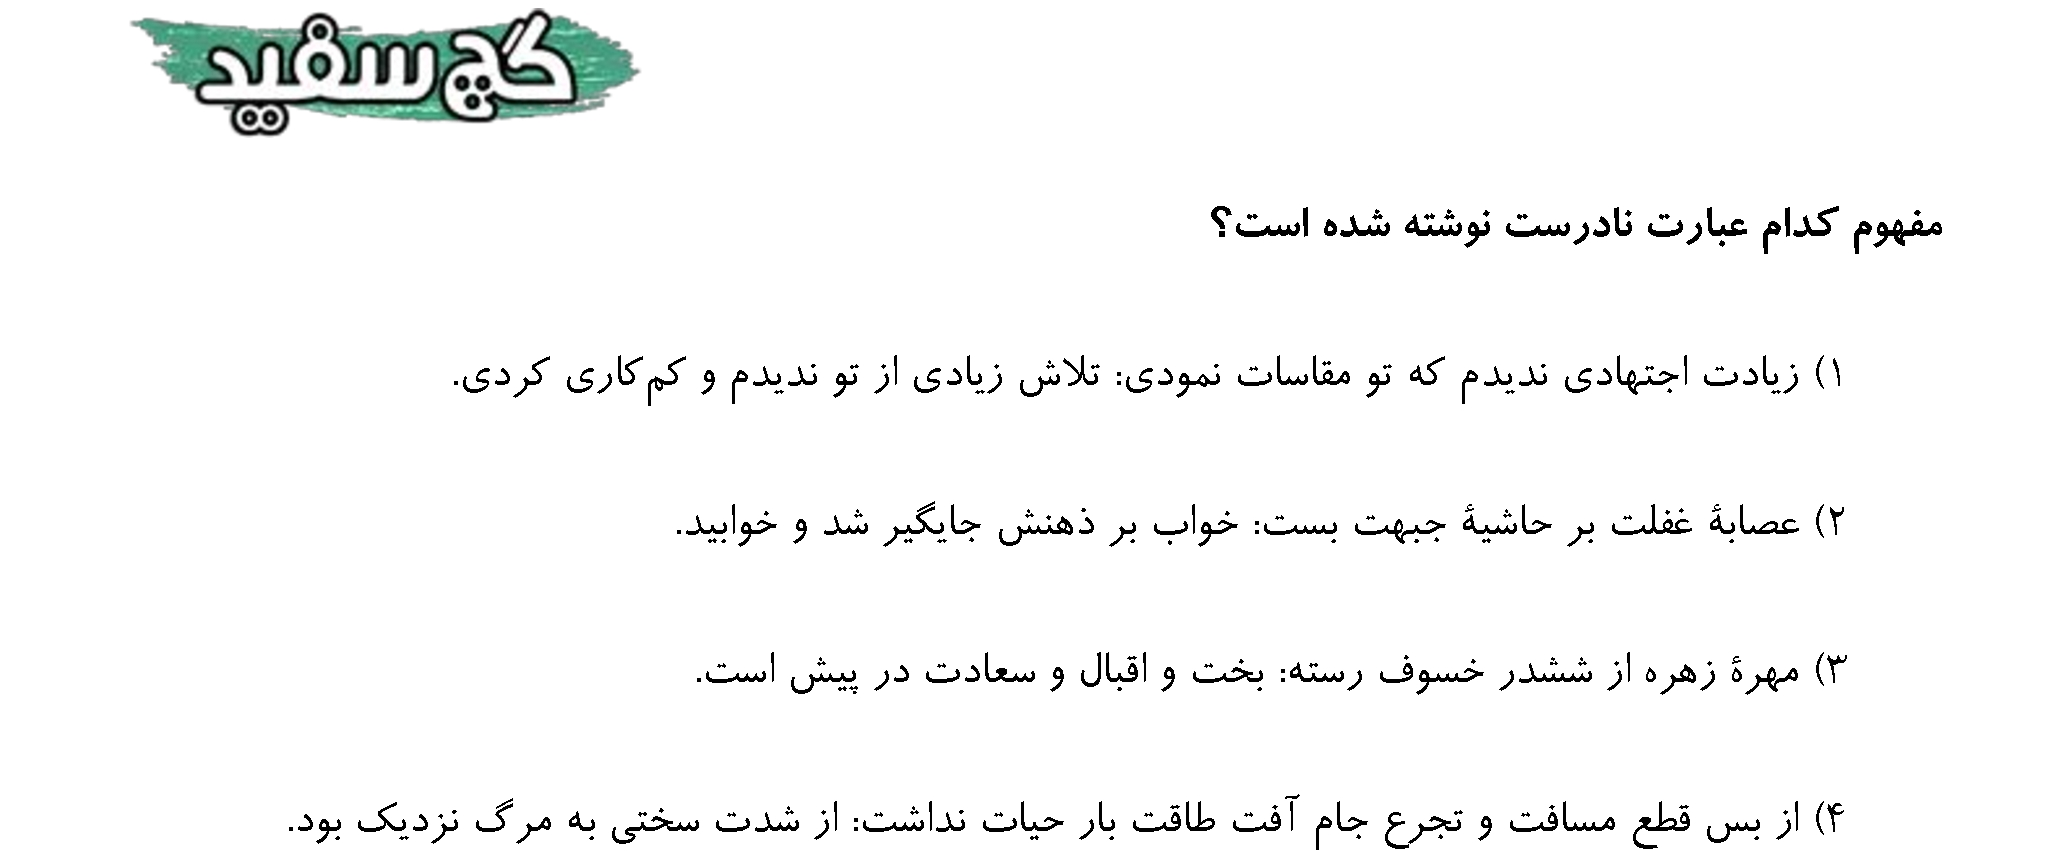 گچ سفید
مفهوم کدام عبارت نادرست نوشته شده است؟
۱) زیادت اجتهادی ندیدم که تو مقاسات نمودی: تلاش زیادی از تو ندیدم و کم‌کاری کردی.
۲) عصابهٔ غفلت بر حاشیهٔ جبهت بست: خواب بر ذهنش جایگیر شد و خوابید.
۳) مهرهٔ زهره از ششدر خسوف رسته: بخت و اقبال و سعادت در پیش است.
۴) از بس قطع مسافت و تجرع جام آفت طاقت بار حیات نداشت: از شدت سختی به مرگ نزدیک بود.